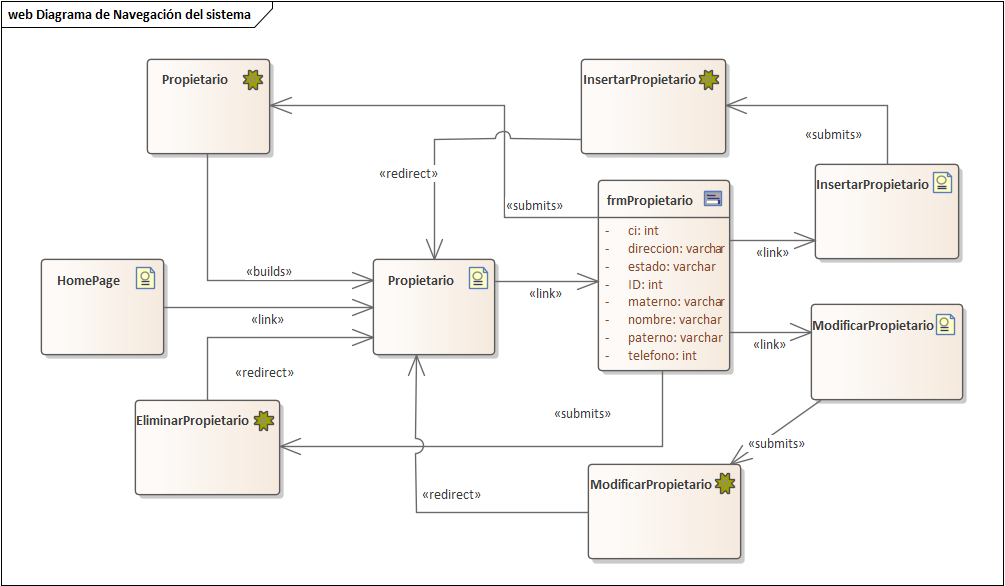 web Diagrama de Navegación del sistema
Propietario
InsertarPropietario
«submits»
«redirect»
InsertarPropietario
«submits»
frmPropietario
- ci: int
- direccion: varchar
- estado: varchar
- ID: int
- materno: varchar
- nombre: varchar
- paterno: varchar
- telefono: int
«link»
«builds»
HomePage
Propietario
«link»
«link»
ModificarPropietario
«link»
«redirect»
EliminarPropietario
«submits»
«submits»
ModificarPropietario
«redirect»